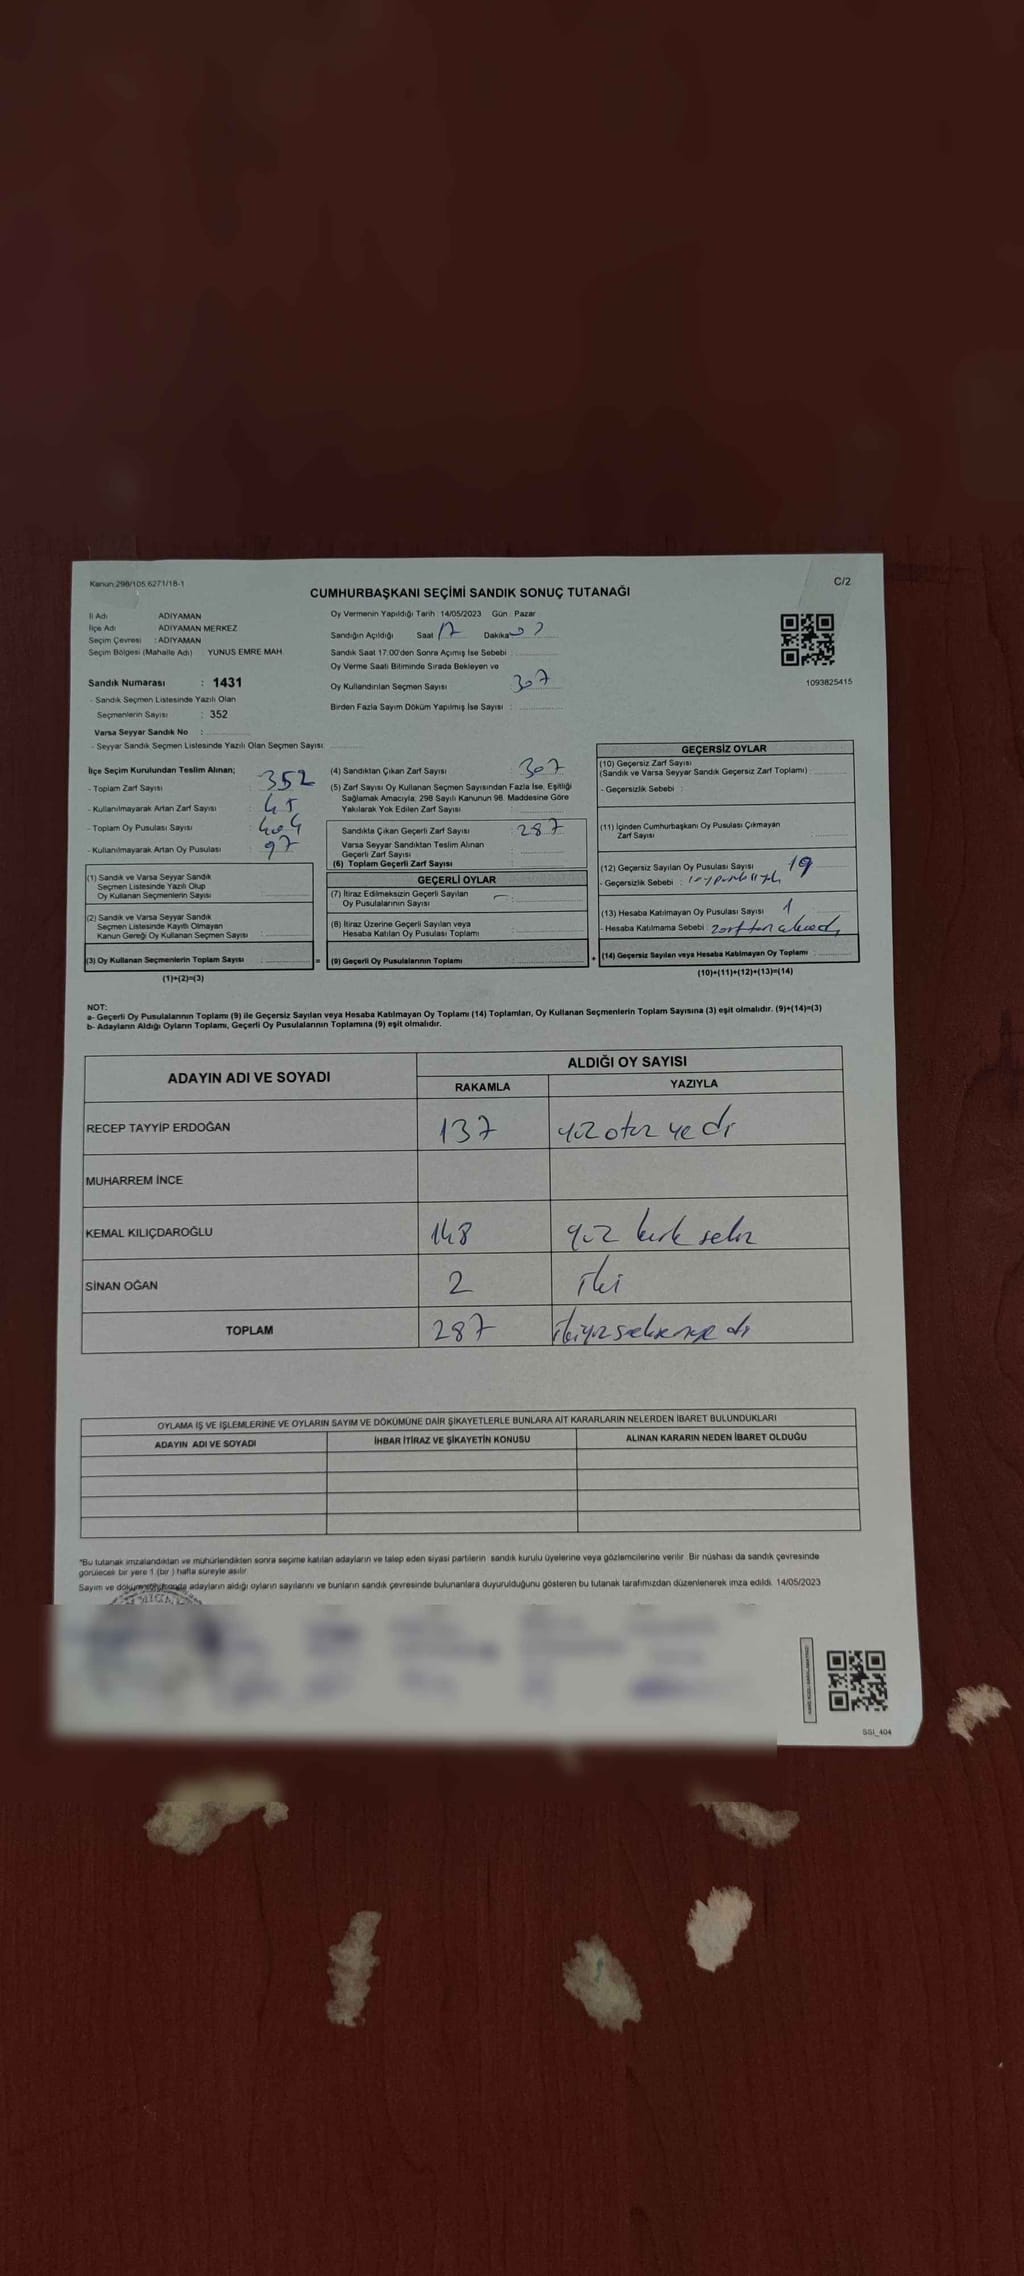 Kanun:298/105,6271/18-1
C/2
CUMHURBAŞKANI SEÇİMİ SANDIK SONUÇ TUTANAĞI
İl Adı ADIYAMAN
İlçe Adı ADIYAMAN MERKEZ
Seçim Çevresi : ADIYAMAN
Seçim Bölgesi (Mahalle Adı) YUNUS EMRE MAH.
Sandık Numarası : 1431
- Sandık Seçmen Listesinde Yazılı Olan
Seçmenlerin Sayısı : 352
Varsa Seyyar Sandık No :
- Seyyar Sandık Seçmen Listesinde Yazılı Olan Seçmen Sayısı:
Oy Vermenin Yapıldığı Tarih : 14/05/2023 Gün : Pazar
Sandığın Açıldığı Saat 17 Dakika
Sandık Saat 17:00'den Sonra Açılmış İse Sebebi :
Oy Verme Saati Bitiminde Sırada Bekleyen ve
Oy Kullandırılan Seçmen Sayısı 307
Birden Fazla Sayım Döküm Yapılmış İse Sayısı :
1093825415
İlçe Seçim Kurulundan Teslim Alınan;
- Toplam Zarf Sayısı : 352
- Kullanılmayarak Artan Zarf Sayısı : 45
- Toplam Oy Pusulası Sayısı : 404
- Kullanılmayarak Artan Oy Pusulası : 97
(1) Sandık ve Varsa Seyyar Sandık
Seçmen Listesinde Yazılı Olup
Oy Kullanan Seçmenlerin Sayısı
(2) Sandık ve Varsa Seyyar Sandık
Seçmen Listesinde Kayıtlı Olmayan
Kanun Gereği Oy Kullanan Seçmen Sayısı
(3) Oy Kullanan Seçmenlerin Toplam Sayısı
(1)+(2)=(3)
(4) Sandıktan Çıkan Zarf Sayısı : 307
(5) Zarf Sayısı Oy Kullanan Seçmen Sayısından Fazla İse, Eşitliği
Sağlamak Amacıyla; 298 Sayılı Kanunun 98. Maddesine Göre
Yakılarak Yok Edilen Zarf Sayısı
Sandıkta Çıkan Geçerli Zarf Sayısı : 287
Varsa Seyyar Sandıktan Teslim Alınan
Geçerli Zarf Sayısı
(6) Toplam Geçerli Zarf Sayısı
GEÇERLİ OYLAR
(7) İtiraz Edilmeksizin Geçerli Sayılan
Oy Pusulalarının Sayısı
(8) İtiraz Üzerine Geçerli Sayılan veya
Hesaba Katılan Oy Pusulası Toplamı
= (9) Geçerli Oy Pusulalarının Toplamı
GEÇERSİZ OYLAR
(10) Geçersiz Zarf Sayısı
(Sandık ve Varsa Seyyar Sandık Geçersiz Zarf Toplamı)
- Geçersizlik Sebebi :
(11) İçinden Cumhurbaşkanı Oy Pusulası Çıkmayan
Zarf Sayısı
(12) Geçersiz Sayılan Oy Pusulası Sayısı 19
- Geçersizlik Sebebi :
(13) Hesaba Katılmayan Oy Pusulası Sayısı 1
- Hesaba Katılmama Sebebi
+ (14) Geçersiz Sayılan veya Hesaba Katılmayan Oy Toplamı
(10)+(11)+(12)+(13)=(14)
NOT:
a- Geçerli Oy Pusulalarının Toplamı (9) ile Geçersiz Sayılan veya Hesaba Katılmayan Oy Toplamı (14) Toplamları, Oy Kullanan Seçmenlerin Toplam Sayısına (3) eşit olmalıdır. (9)+(14)=(3)
b- Adayların Aldığı Oyların Toplamı, Geçerli Oy Pusulalarının Toplamına (9) eşit olmalıdır.
ADAYIN ADI VE SOYADI
ALDIĞI OY SAYISI
RAKAMLA YAZIYLA
RECEP TAYYİP ERDOĞAN 137 yüz otuz yedi
MUHARREM İNCE
KEMAL KILIÇDAROĞLU 148 yüz kırk sekiz
SİNAN OĞAN 2 iki
TOPLAM 287 ikiyüz seksen yedi
OYLAMA İŞ VE İŞLEMLERİNE VE OYLARIN SAYIM VE DÖKÜMÜNE DAİR ŞİKAYETLERLE BUNLARA AİT KARARLARIN NELERDEN İBARET BULUNDUKLARI
ADAYIN ADI VE SOYADI İHBAR İTİRAZ VE ŞİKAYETİN KONUSU ALINAN KARARIN NEDEN İBARET OLDUĞU
"Bu tutanak imzalandıktan ve mühürlendikten sonra seçime katılan adayların ve talep eden siyasi partilerin sandık kurulu üyelerine veya gözlemcilerine verilir. Bir nüshası da sandık çevresinde
görülecek bir yere 1 (bir ) hafta süreyle asılır.
Sayım ve döküm sonunda adayların aldığı oyların sayılarını ve bunların sandık çevresinde bulunanlara duyurulduğunu gösteren bu tutanak tarafımızdan düzenlenerek imza edildi. 14/05/2023
SSI_404